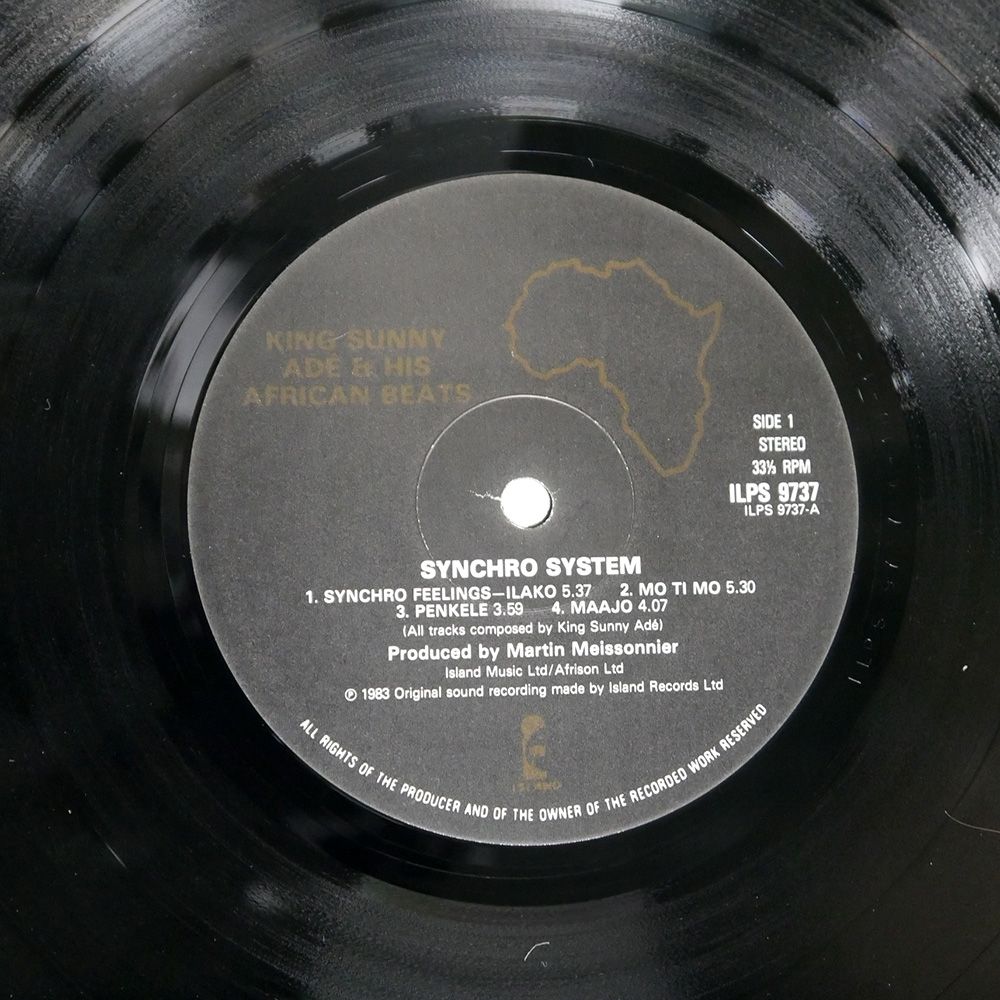 KING SUNNY
ADÉ & HIS
AFRICAN BEATS
SIDE 1
STEREO
33⅓ RPM
ILPS 9737
ILPS 9737-A
SYNCHRO SYSTEM
1. SYNCHRO FEELINGS—ILAKO 5.37 2. MO TI MO 5.30
3. PENKELE 3.59 4. MAAJO 4.07
(All tracks composed by King Sunny Adé)
Produced by Martin Meissonnier
Island Music Ltd/Afrison Ltd
℗ 1983 Original sound recording made by Island Records Ltd
ISLAND
ALL RIGHTS OF THE PRODUCER AND OF THE OWNER OF THE RECORDED WORK RESERVED